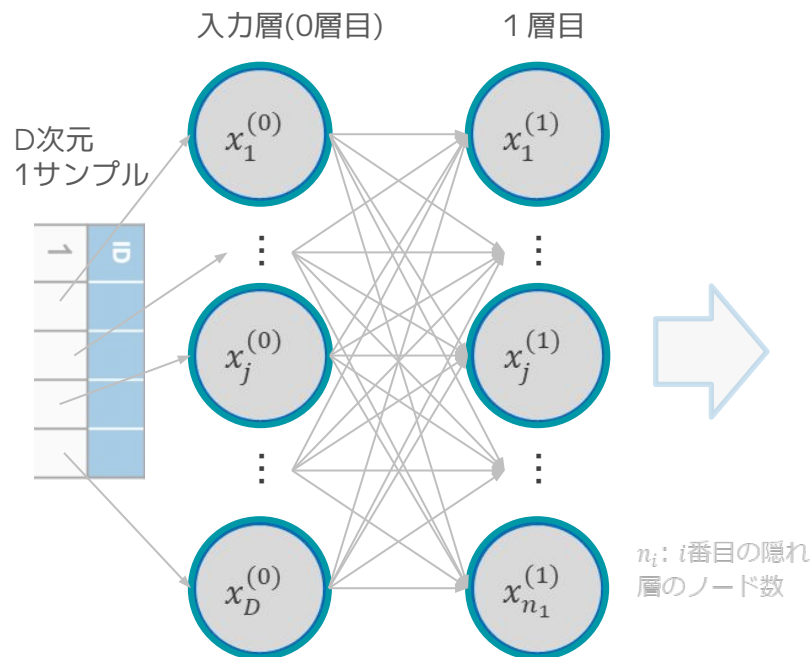 入力層(0層目)
1層目
D次元
1サンプル
1
ID
x_1^{(0)}
x_1^{(1)}
⋮
⋮
x_j^{(0)}
x_j^{(1)}
⋮
⋮
x_D^{(0)}
x_{n_1}^{(1)}
n_i: i番目の隠れ
層のノード数